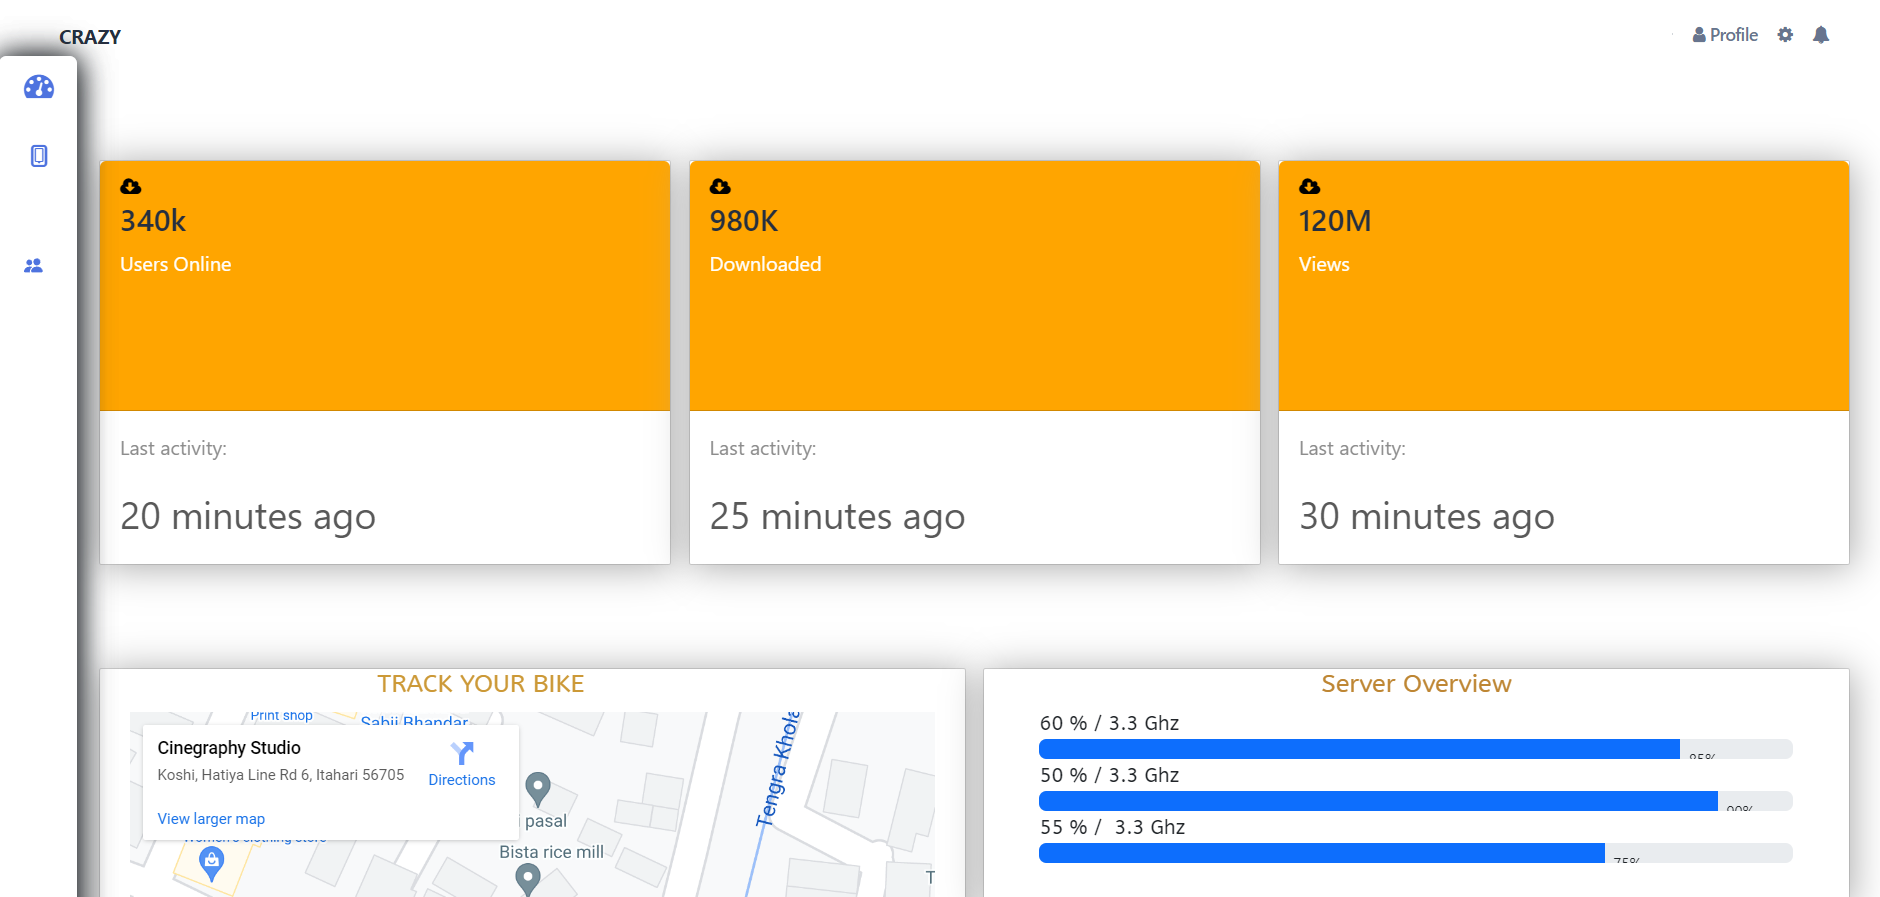 CRAZY
Profile
340k
Users Online
980K
Downloaded
120M
Views
Last activity:
20 minutes ago
Last activity:
25 minutes ago
Last activity:
30 minutes ago
TRACK YOUR BIKE
Print shop
Sabji Bhandar
Cinegraphy Studio
Koshi, Hatiya Line Rd 6, Itahari 56705
Directions
View larger map
pasal
Women's clothing store
Bista rice mill
Tengra Khola
T
Server Overview
60 % / 3.3 Ghz
85%
50 % / 3.3 Ghz
90%
55 % /  3.3 Ghz
75%